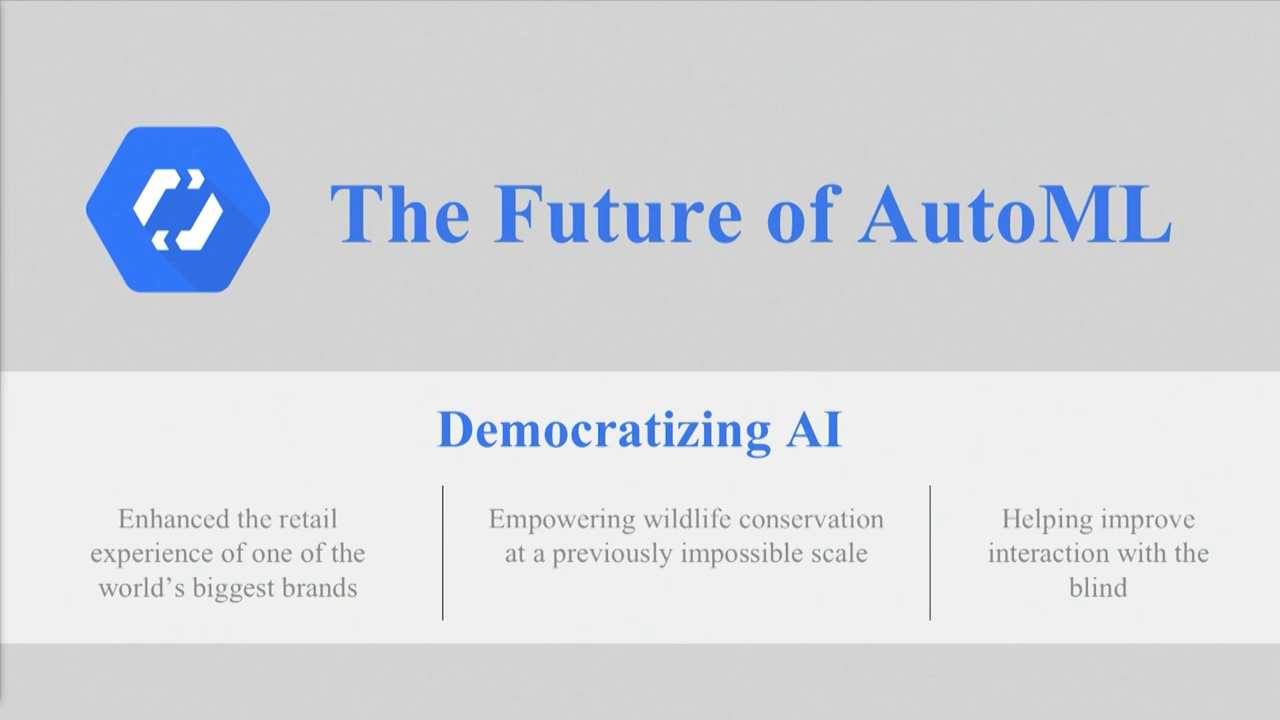 The Future of AutoML
Democratizing AI
Enhanced the retail
experience of one of the
world’s biggest brands
Empowering wildlife conservation
at a previously impossible scale
Helping improve
interaction with the
blind